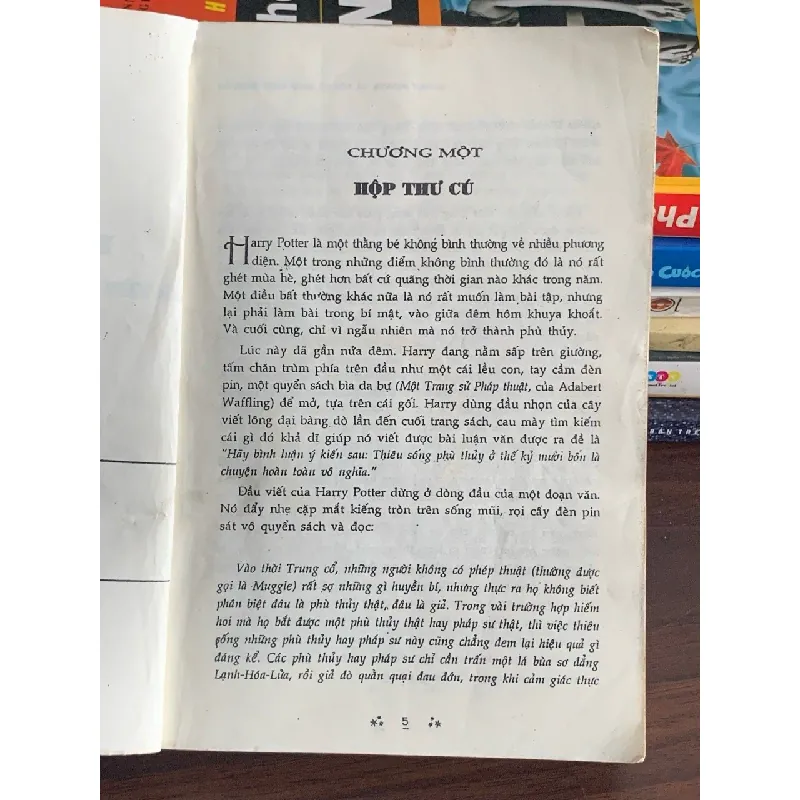 CHƯƠNG MỘT
HỘP THƯ CÚ
Harry Potter là một thằng bé không bình thường về nhiều phương
diện. Một trong những điểm không bình thường đó là nó rất
ghét mùa hè, ghét hơn bất cứ quãng thời gian nào khác trong năm.
Một điều bất thường khác nữa là nó rất muốn làm bài tập, nhưng
lại phải làm bài trong bí mật, vào giữa đêm hôm khuya khoắt.
Và cuối cùng, chỉ vì ngẫu nhiên mà nó trở thành phù thủy.
Lúc này đã gần nửa đêm. Harry đang nằm sấp trên giường,
tấm chăn trùm phía trên đầu như một cái lều con, tay cầm đèn
pin, một quyển sách bìa da bự (Một Trang sử Pháp thuật, của Adabert
Waffling) để mở, tựa trên cái gối. Harry dùng đầu nhọn của cây
viết lông đại bàng dò lần đến cuối trang sách, cau mày tìm kiếm
cái gì đó khả dĩ giúp nó viết được bài luận văn được ra đề là
"Hãy bình luận ý kiến sau: Thiêu sống phù thủy ở thế kỷ mười bốn là
chuyện hoàn toàn vô nghĩa."
Đầu viết của Harry Potter dừng ở dòng đầu của một đoạn văn.
Nó đẩy nhẹ cặp mắt kiếng tròn trên sống mũi, rọi cây đèn pin
sát vô quyển sách và đọc:
Vào thời Trung cổ, những người không có phép thuật (thường được
gọi là Muggle) rất sợ những gì huyền bí, nhưng thực ra họ không biết
phân biệt đâu là phù thủy thật, đâu là giả. Trong vài trường hợp hiếm
hoi mà họ bắt được một phù thủy thật hay pháp sư thật, thì việc thiêu
sống những phù thủy hay pháp sư này cũng chẳng đem lại hiệu quả gì
đáng kể. Các phù thủy hay pháp sư chỉ cần trấn một lá bùa sơ đẳng
Lạnh-Hóa-Lửa, rồi giả đò quằn quại đau đớn, trong khi cảm giác thực
5
CUỘC